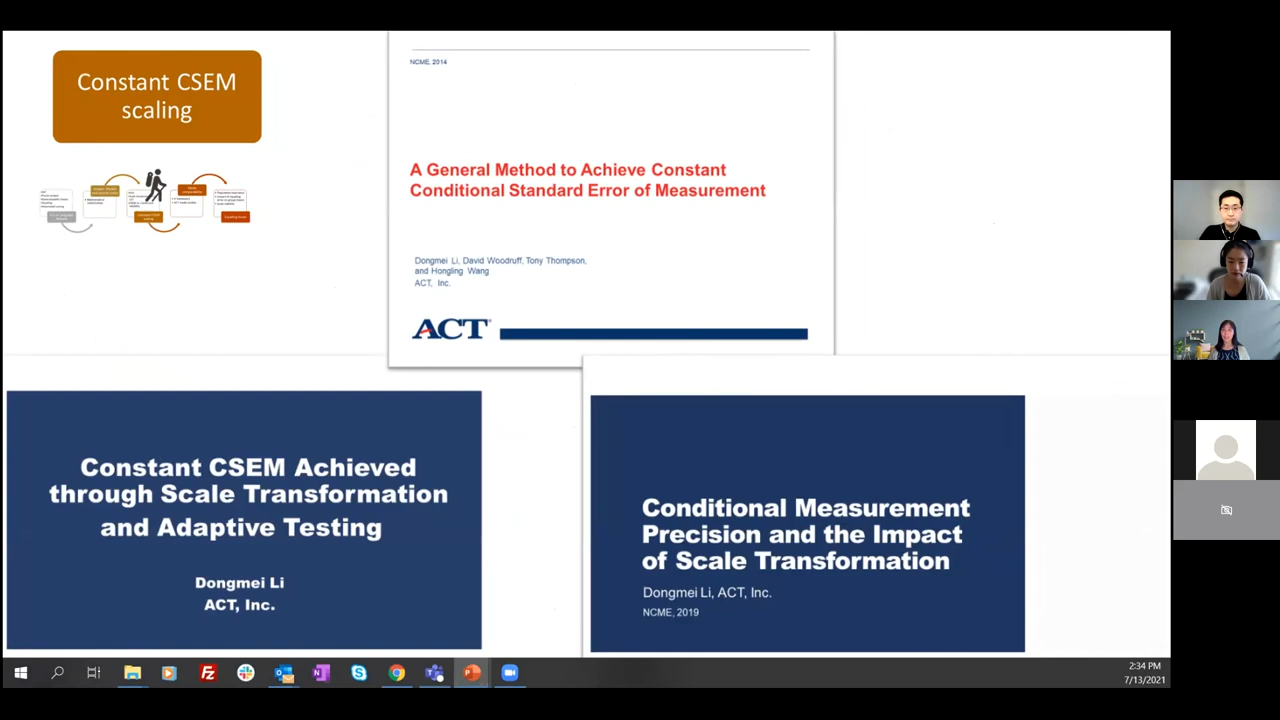 Constant CSEM
scaling
NCME, 2014
A General Method to Achieve Constant
Conditional Standard Error of Measurement
Dongmei Li, David Woodruff, Tony Thompson,
and Hongling Wang
ACT, Inc.
ACT
Constant CSEM Achieved
through Scale Transformation
and Adaptive Testing
Dongmei Li
ACT, Inc.
Conditional Measurement
Precision and the Impact
of Scale Transformation
Dongmei Li, ACT, Inc.
NCME, 2019
2:34 PM
7/13/2021